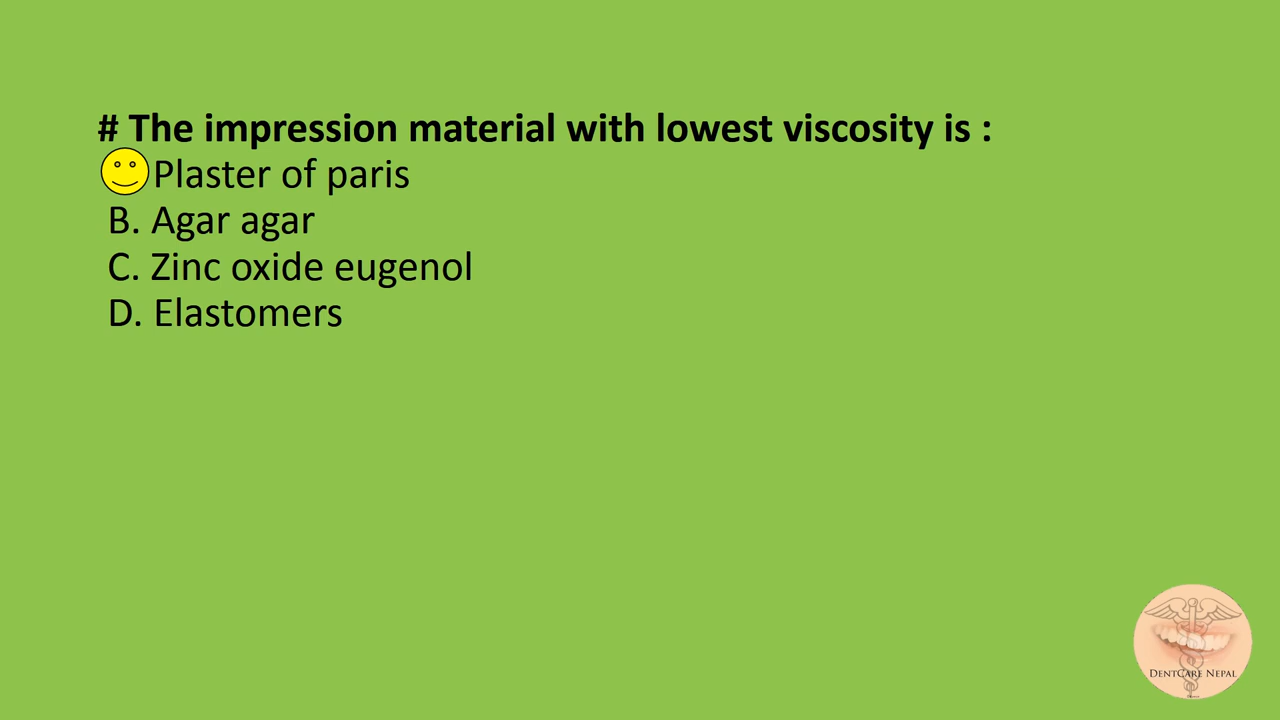 # The impression material with lowest viscosity is :
Plaster of paris
B. Agar agar
C. Zinc oxide eugenol
D. Elastomers
DentCare Nepal